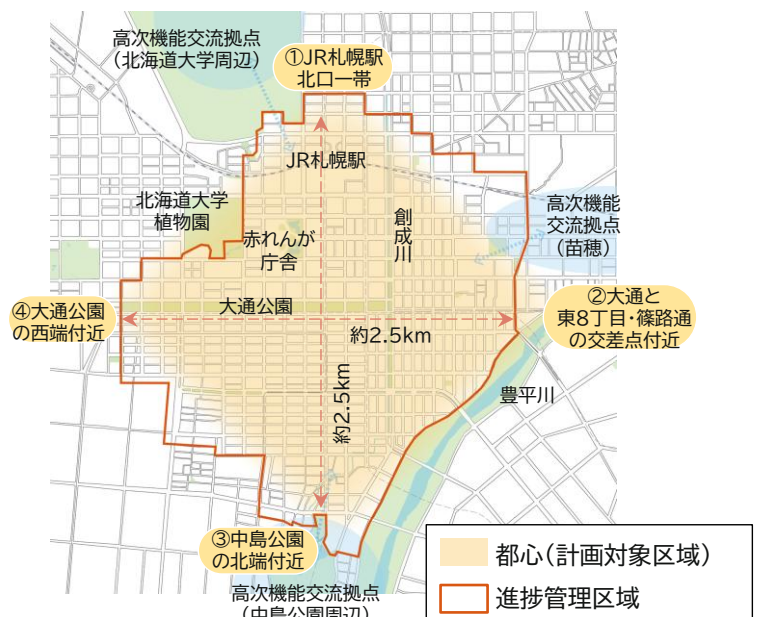 高次機能交流拠点
（北海道大学周辺）
①JR札幌駅
北口一帯
JR札幌駅
北海道大学
植物園
赤れんが
庁舎
創成川
高次機能
交流拠点
（苗穂）
④大通公園
の西端付近
大通公園
約2.5km
約2.5km
②大通と
東8丁目・篠路通
の交差点付近
豊平川
③中島公園
の北端付近
高次機能交流拠点
（中島公園周辺）
都心（計画対象区域）
進捗管理区域